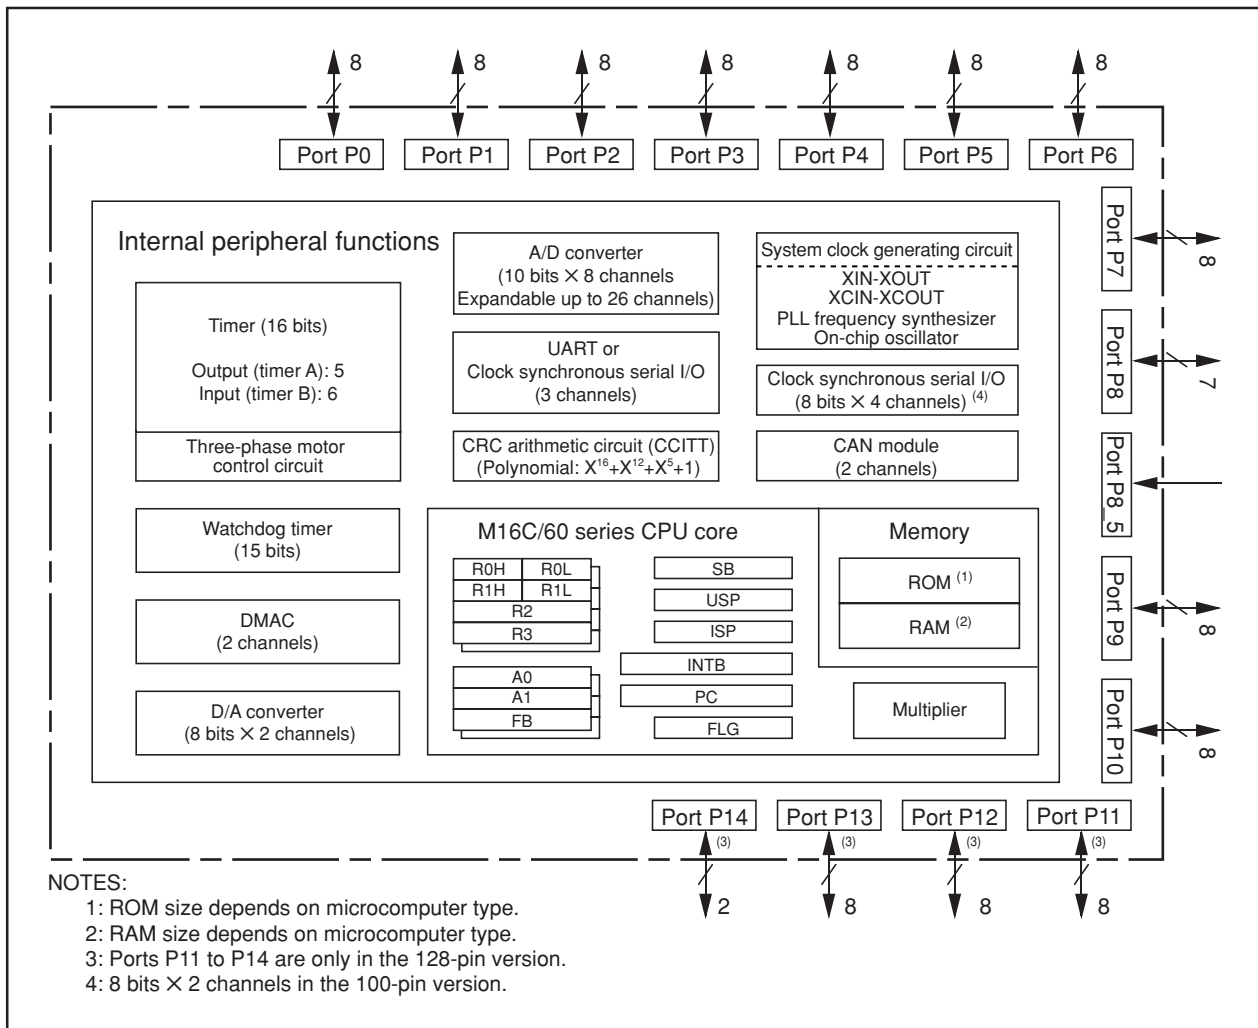 8 8 8 8 8 8 8
Port P0 Port P1 Port P2 Port P3 Port P4 Port P5 Port P6
Internal peripheral functions
Timer (16 bits)
Output (timer A): 5
Input (timer B): 6
Three-phase motor
control circuit
Watchdog timer
(15 bits)
DMAC
(2 channels)
D/A converter
(8 bits × 2 channels)
A/D converter
(10 bits × 8 channels
Expandable up to 26 channels)
UART or
Clock synchronous serial I/O
(3 channels)
CRC arithmetic circuit (CCITT)
(Polynomial: X¹⁶+X¹²+X⁵+1)
System clock generating circuit
XIN-XOUT
XCIN-XCOUT
PLL frequency synthesizer
On-chip oscillator
Clock synchronous serial I/O
(8 bits × 4 channels) (4)
CAN module
(2 channels)
M16C/60 series CPU core
R0H R0L
R1H R1L
R2
R3
A0
A1
FB
SB
USP
ISP
INTB
PC
FLG
Memory
ROM (1)
RAM (2)
Multiplier
Port P7
8
Port P8
7
Port P8_5
Port P9
8
Port P10
8
Port P14 Port P13 Port P12 Port P11
(3) (3) (3) (3)
2 8 8 8
NOTES:
1: ROM size depends on microcomputer type.
2: RAM size depends on microcomputer type.
3: Ports P11 to P14 are only in the 128-pin version.
4: 8 bits × 2 channels in the 100-pin version.